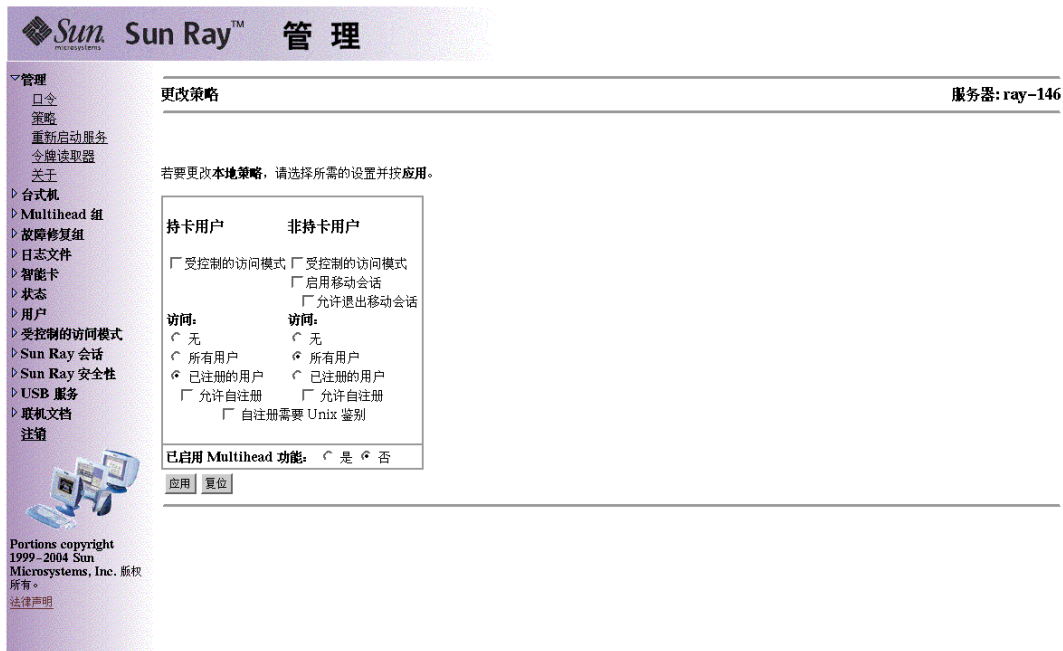 Sun microsystems Sun Ray™ 管 理
管理
口令
策略
重新启动服务
令牌读取器
关于
台式机
Multihead 组
故障修复组
日志文件
智能卡
状态
用户
受控制的访问模式
Sun Ray 会话
Sun Ray 安全性
USB 服务
联机文档
注销
Portions copyright
1999-2004 Sun
Microsystems, Inc. 版权
所有。
法律声明
更改策略 服务器: ray-146
若要更改本地策略，请选择所需的设置并按应用。
持卡用户 非持卡用户
受控制的访问模式 受控制的访问模式
启用移动会话
允许退出移动会话
访问: 访问:
无 无
所有用户 所有用户
已注册的用户 已注册的用户
允许自注册 允许自注册
自注册需要 Unix 鉴别
已启用 Multihead 功能: 是 否
应用 复位